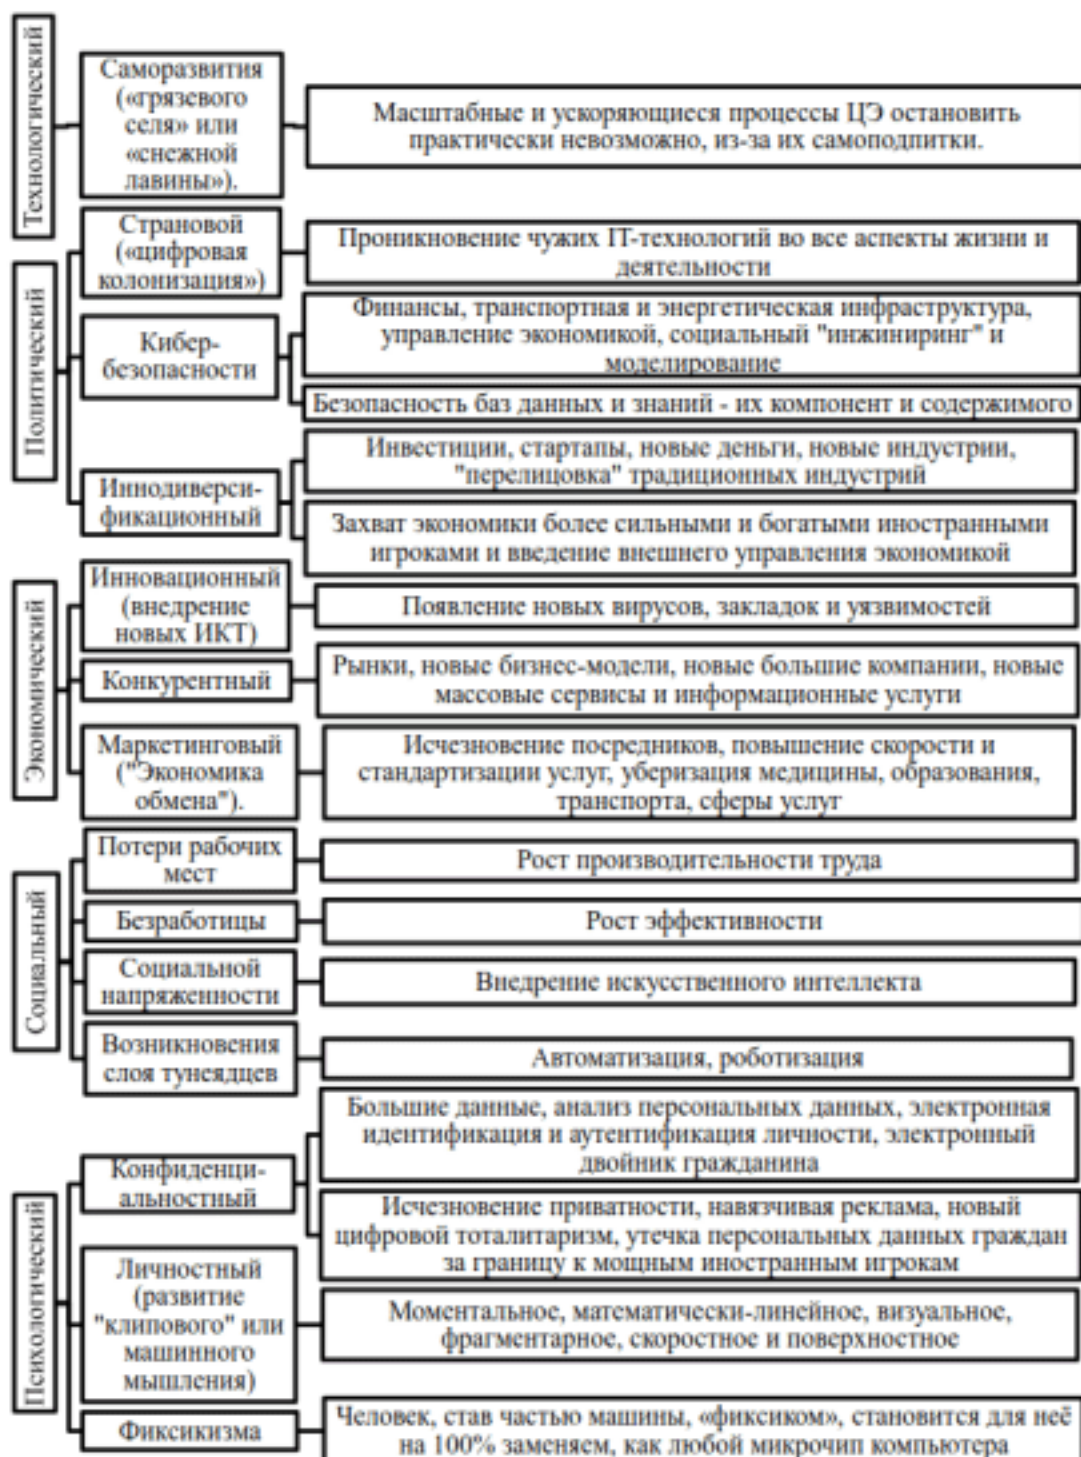 Технологический
Саморазвития
(«грязевого
селя» или
«снежной
лавины»).
Масштабные и ускоряющиеся процессы ЦЭ остановить
практически невозможно, из-за их самоподпитки.
Политический
Страновой
(«цифровая
колонизация»)
Проникновение чужих IT-технологий во все аспекты жизни и
деятельности
Кибер-
безопасности
Финансы, транспортная и энергетическая инфраструктура,
управление экономикой, социальный "инжиниринг" и
моделирование
Безопасность баз данных и знаний - их компонент и содержимого
Иннодиверси-
фикационный
Инвестиции, стартапы, новые деньги, новые индустрии,
"перелицовка" традиционных индустрий
Захват экономики более сильными и богатыми иностранными
игроками и введение внешнего управления экономикой
Экономический
Инновационный
(внедрение
новых ИКТ)
Появление новых вирусов, закладок и уязвимостей
Конкурентный
Рынки, новые бизнес-модели, новые большие компании, новые
массовые сервисы и информационные услуги
Маркетинговый
("Экономика
обмена").
Исчезновение посредников, повышение скорости и
стандартизации услуг, уберизация медицины, образования,
транспорта, сферы услуг
Социальный
Потери рабочих
мест
Рост производительности труда
Безработицы
Рост эффективности
Социальной
напряженности
Внедрение искусственного интеллекта
Возникновения
слоя тунеядцев
Автоматизация, роботизация
Психологический
Конфиденци-
альностный
Большие данные, анализ персональных данных, электронная
идентификация и аутентификация личности, электронный
двойник гражданина
Исчезновение приватности, навязчивая реклама, новый
цифровой тоталитаризм, утечка персональных данных граждан
за границу к мощным иностранным игрокам
Личностный
(развитие
"клипового" или
машинного
мышления)
Моментальное, математически-линейное, визуальное,
фрагментарное, скоростное и поверхностное
Фиксикизма
Человек, став частью машины, «фиксиком», становится для неё
на 100% заменяем, как любой микрочип компьютера